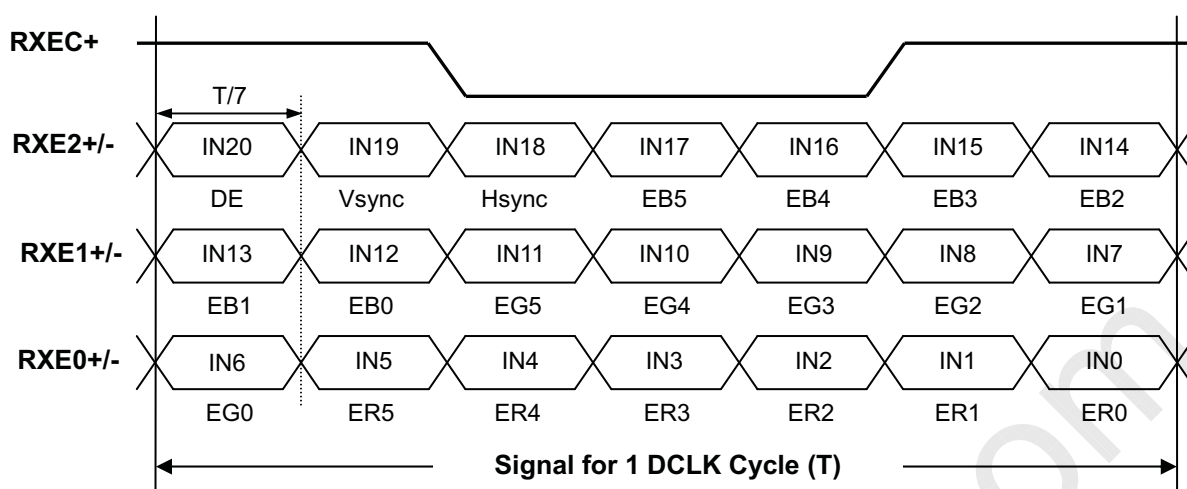 RXEC+
T/7
RXE2+/- IN20 IN19 IN18 IN17 IN16 IN15 IN14
DE Vsync Hsync EB5 EB4 EB3 EB2
RXE1+/- IN13 IN12 IN11 IN10 IN9 IN8 IN7
EB1 EB0 EG5 EG4 EG3 EG2 EG1
RXE0+/- IN6 IN5 IN4 IN3 IN2 IN1 IN0
EG0 ER5 ER4 ER3 ER2 ER1 ER0
Signal for 1 DCLK Cycle (T)
om